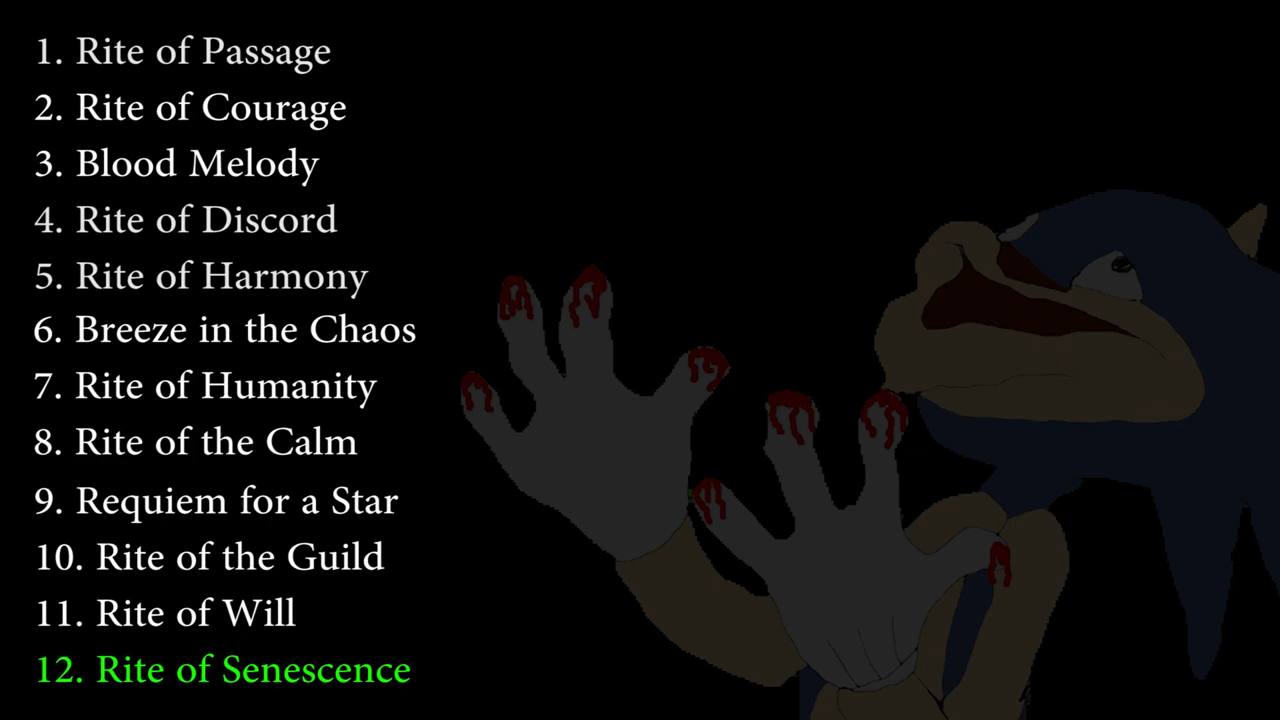 1. Rite of Passage
2. Rite of Courage
3. Blood Melody
4. Rite of Discord
5. Rite of Harmony
6. Breeze in the Chaos
7. Rite of Humanity
8. Rite of the Calm
9. Requiem for a Star
10. Rite of the Guild
11. Rite of Will
12. Rite of Senescence